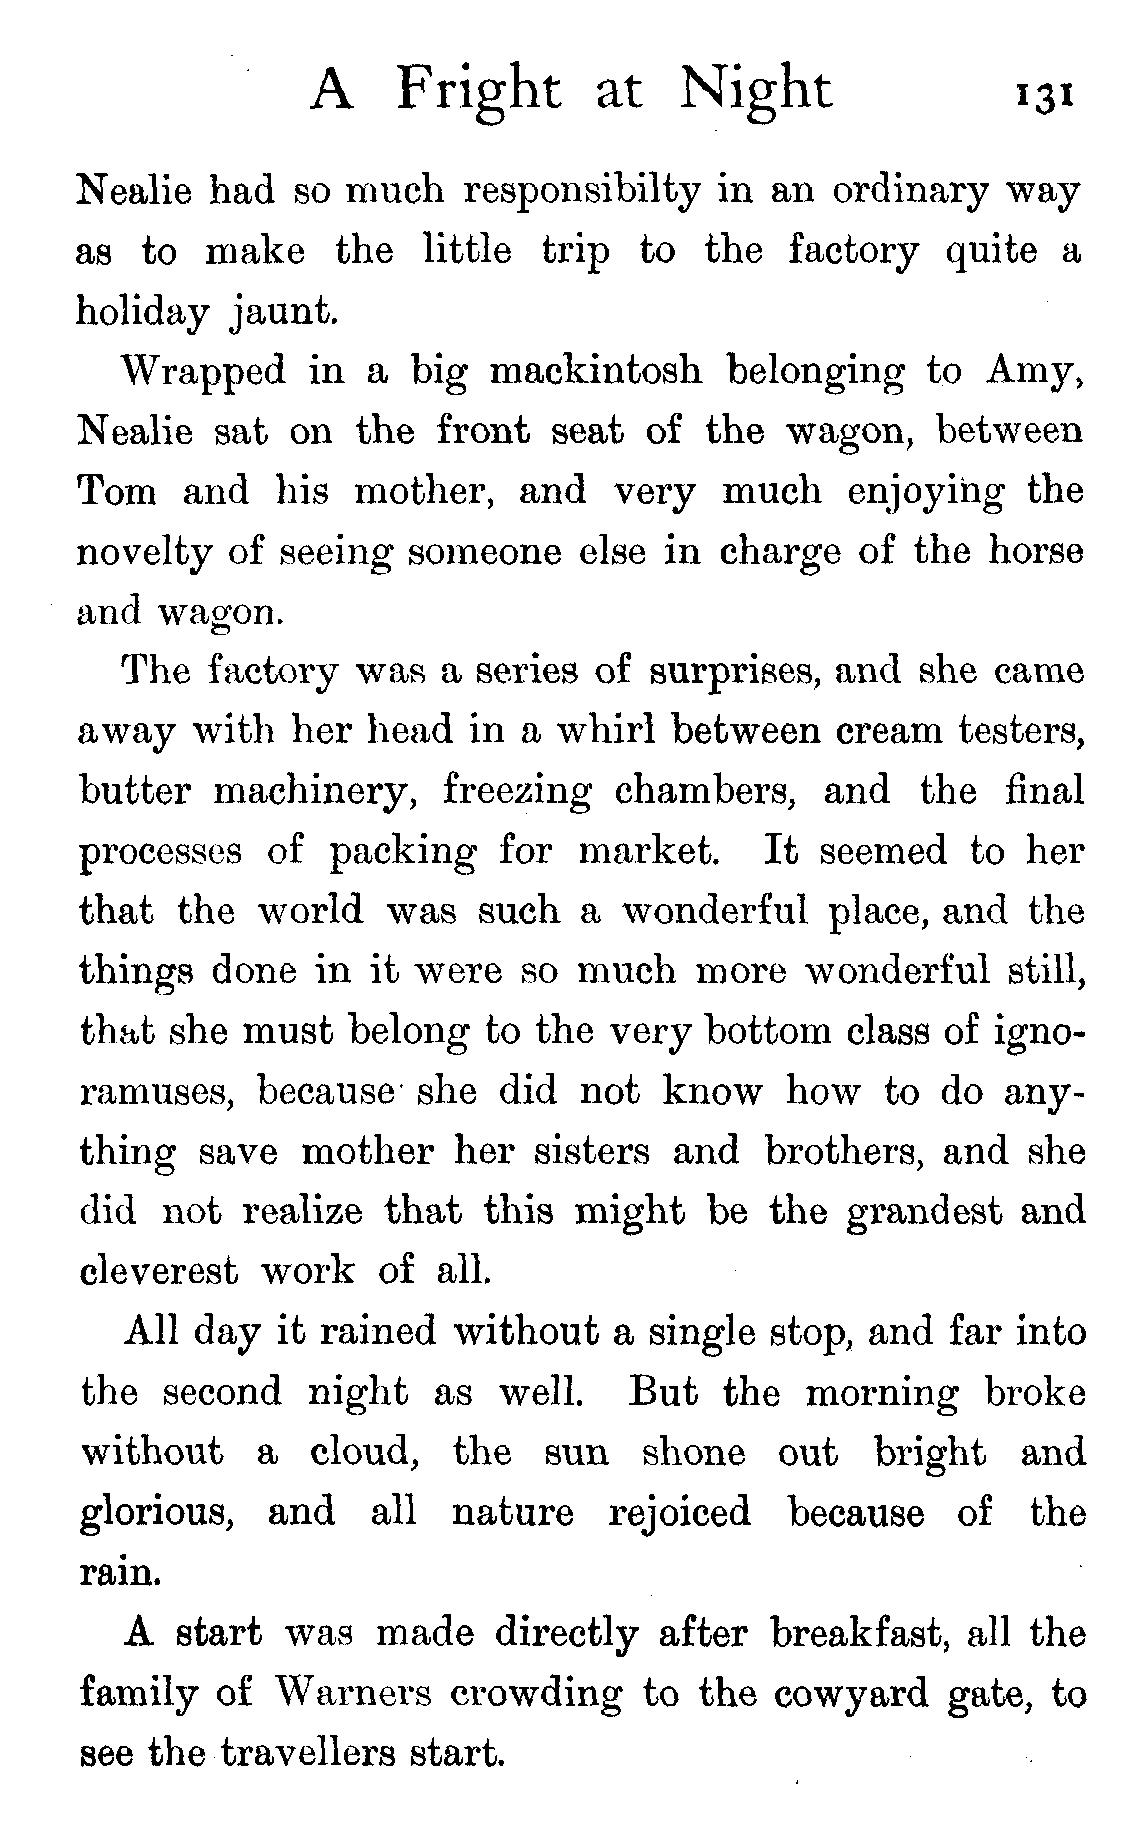 A Fright at Night 131
Nealie had so much responsibilty in an ordinary way
as to make the little trip to the factory quite a
holiday jaunt.
Wrapped in a big mackintosh belonging to Amy,
Nealie sat on the front seat of the wagon, between
Tom and his mother, and very much enjoying the
novelty of seeing someone else in charge of the horse
and wagon.
The factory was a series of surprises, and she came
away with her head in a whirl between cream testers,
butter machinery, freezing chambers, and the final
processes of packing for market. It seemed to her
that the world was such a wonderful place, and the
things done in it were so much more wonderful still,
that she must belong to the very bottom class of igno-
ramuses, because she did not know how to do any-
thing save mother her sisters and brothers, and she
did not realize that this might be the grandest and
cleverest work of all.
All day it rained without a single stop, and far into
the second night as well. But the morning broke
without a cloud, the sun shone out bright and
glorious, and all nature rejoiced because of the
rain.
A start was made directly after breakfast, all the
family of Warners crowding to the cowyard gate, to
see the travellers start.